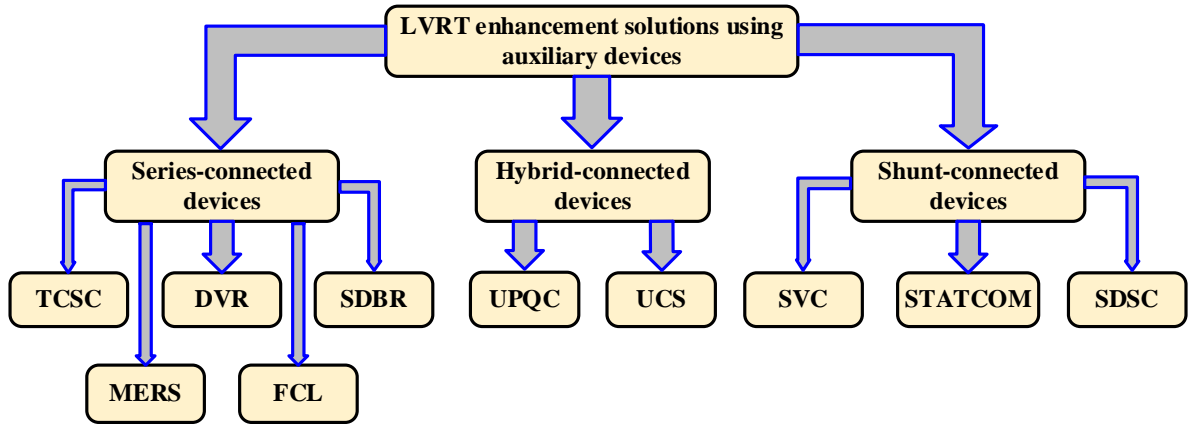 LVRT enhancement solutions using
auxiliary devices
Series-connected
devices
Hybrid-connected
devices
Shunt-connected
devices
TCSC
DVR
SDBR
UPQC
UCS
SVC
STATCOM
SDSC
MERS
FCL